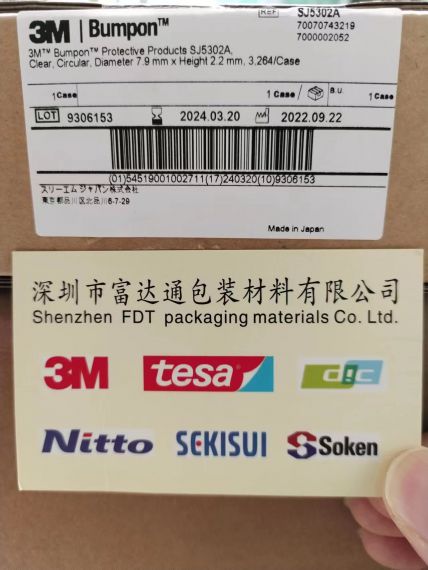 3M Bumpon™
REF SJ5302A
70070743219
7000002052
3M™ Bumpon™ Protective Products SJ5302A,
Clear, Circular, Diameter 7.9 mm x Height 2.2 mm, 3,264/Case
1 Case 1 Case / B.U. 1 Case
LOT 9306153 2024.03.20 2022.09.22
(01)54519001002711(17)240320(10)9306153
スリーエム ジャパン株式会社
東京都品川区北品川6-7-29
Made in Japan
深圳市富达通包装材料有限公司
Shenzhen FDT packaging materials Co. Ltd.
3M tesa dic
Nitto SEKISUI Soken